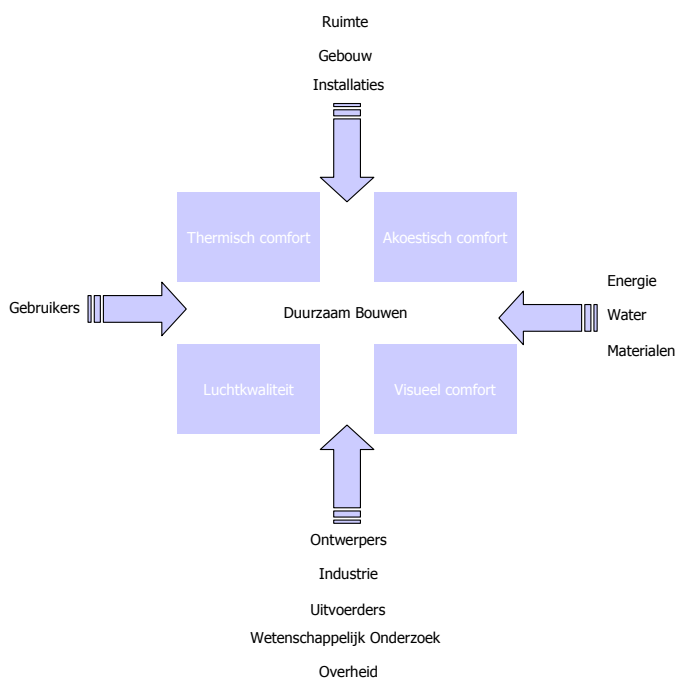 Ruimte
Gebouw
Installaties
Thermisch comfort
Akoestisch comfort
Gebruikers
Duurzaam Bouwen
Energie
Water
Materialen
Luchtkwaliteit
Visueel comfort
Ontwerpers
Industrie
Uitvoerders
Wetenschappelijk Onderzoek
Overheid